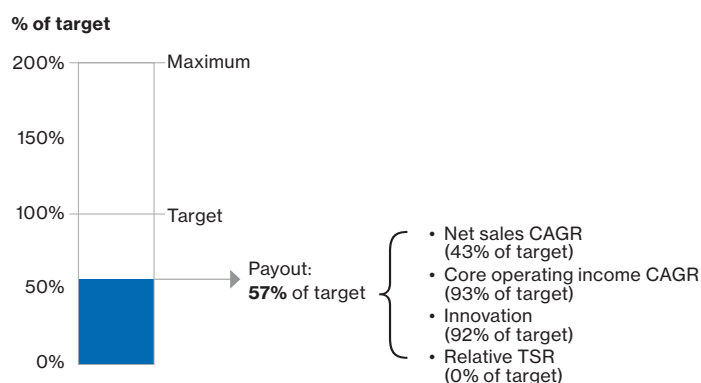 % of target
200%
Maximum
150%
100%
Target
50%
0%
Payout:
57% of target
• Net sales CAGR
(43% of target)
• Core operating income CAGR
(93% of target)
• Innovation
(92% of target)
• Relative TSR
(0% of target)